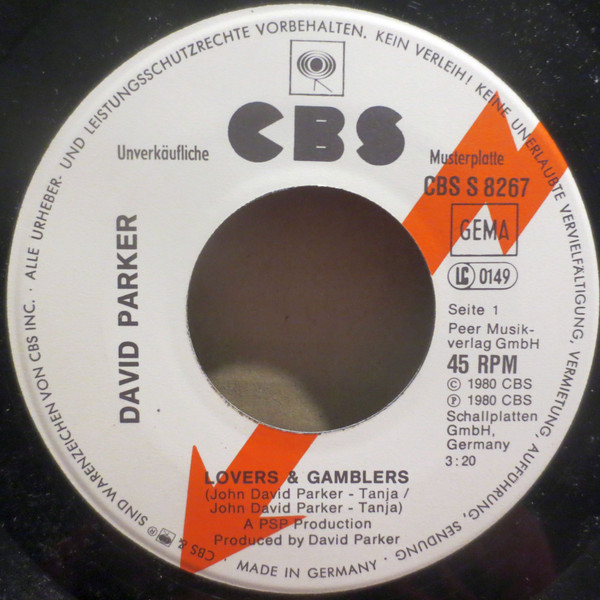 · ALLE URHEBER- UND LEISTUNGSSCHUTZRECHTE VORBEHALTEN. KEIN VERLEIH! KEINE UNERLAUBTE VERVIELFÄLTIGUNG, VERMIETUNG, AUFFÜHRUNG, SENDUNG ·
CBS
Unverkäufliche
Musterplatte
CBS S 8267
GEMA
LC 0149
DAVID PARKER
Seite 1
Peer Musik-
verlag GmbH
45 RPM
© 1980 CBS
℗ 1980 CBS
Schallplatten
GmbH,
Germany
3:20
LOVERS & GAMBLERS
(John David Parker - Tanja /
John David Parker - Tanja)
A PSP Production
Produced by David Parker
· MADE IN GERMANY ·
CBS & ® SIND WARENZEICHEN VON CBS INC.